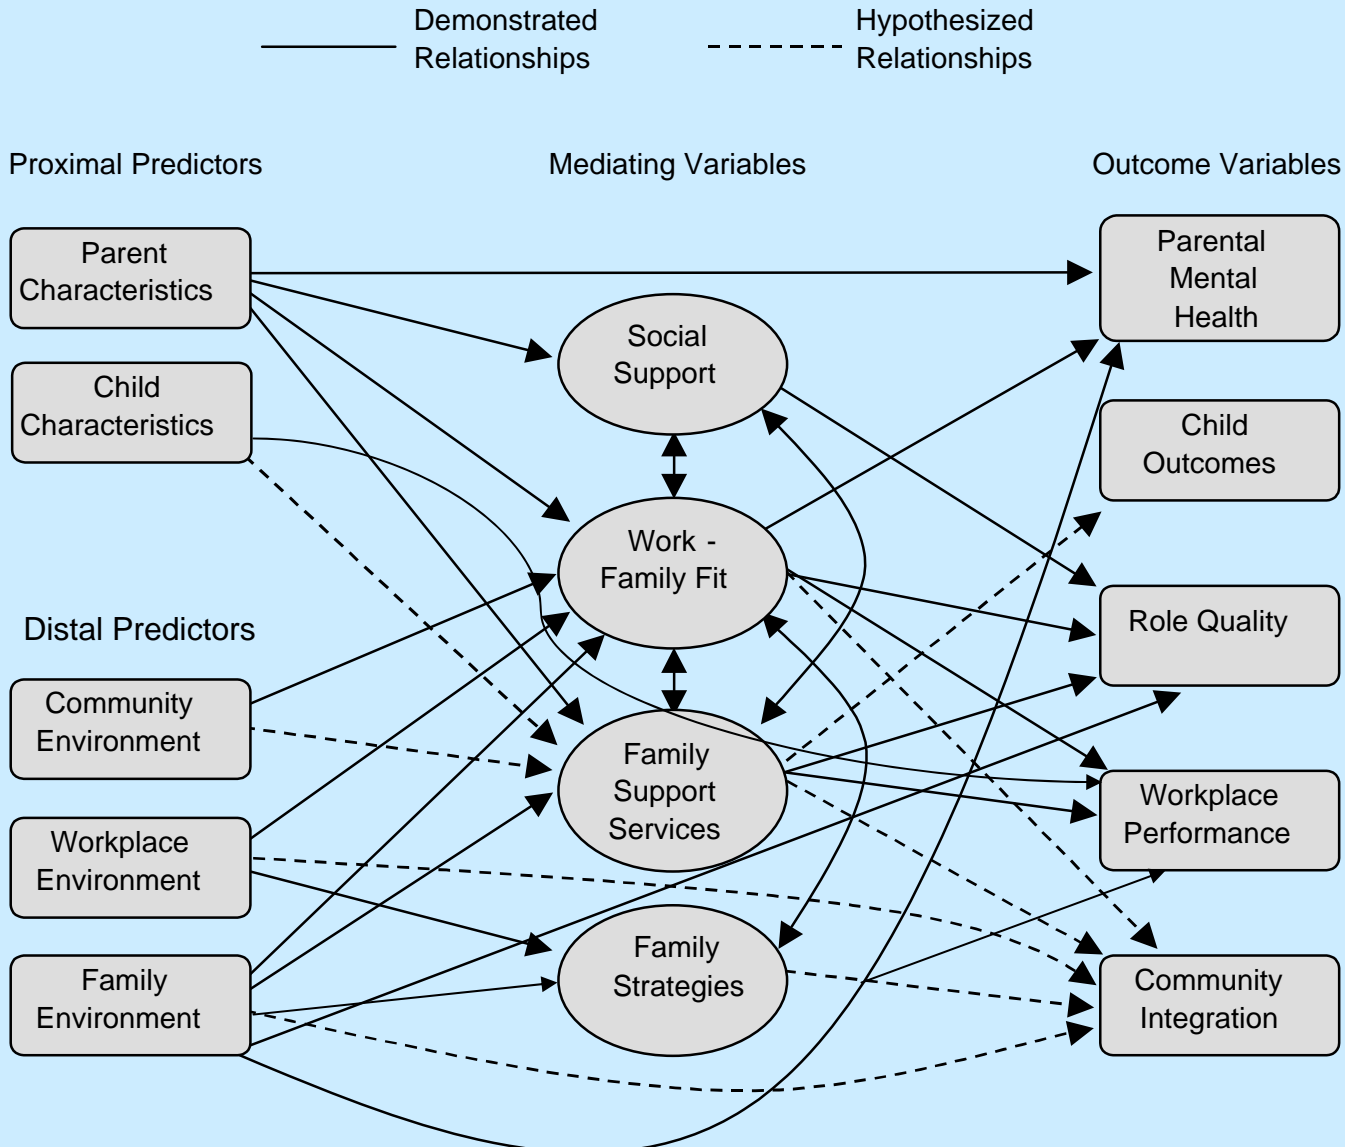 Demonstrated
Relationships
Hypothesized
Relationships
Proximal Predictors
Mediating Variables
Outcome Variables
Parent
Characteristics
Child
Characteristics
Distal Predictors
Community
Environment
Workplace
Environment
Family
Environment
Social
Support
Work -
Family Fit
Family
Support
Services
Family
Strategies
Parental
Mental
Health
Child
Outcomes
Role Quality
Workplace
Performance
Community
Integration